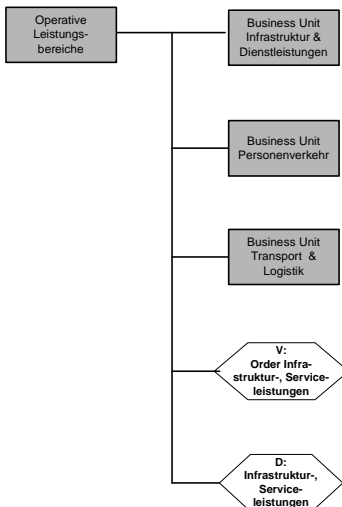 Operative
Leistungs-
bereiche
Business Unit
Infrastruktur &
Dienstleistungen
Business Unit
Personenverkehr
Business Unit
Transport &
Logistik
V:
Order Infra-
struktur-, Service-
leistungen
D:
Infrastruktur-,
Service-
leistungen